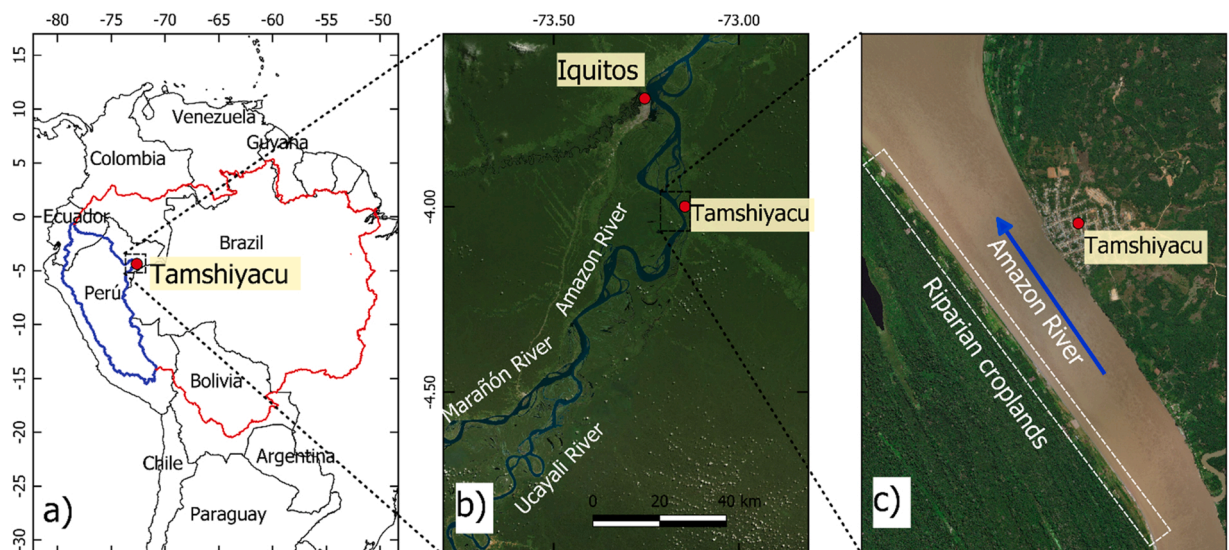 -80 -75 -70 -65 -60 -55 -50
-73.50 -73.00
15
10
5
0
-5
-10
-15
-20
-25
-30
Venezuela
Guyana
Colombia
Ecuador
Brazil
Tamshiyacu
Perú
Bolivia
Chile
Argentina
Paraguay
a)
Iquitos
-4.00
Tamshiyacu
Amazon River
Marañón River
-4.50
Ucayali River
0 20 40 km
b)
Tamshiyacu
Amazon River
Riparian croplands
c)